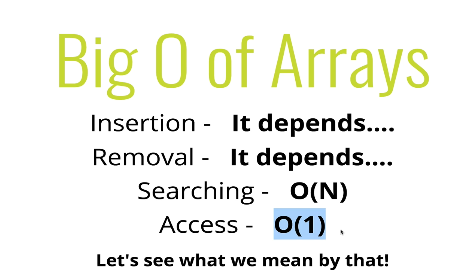 Big O of Arrays
Insertion - It depends....
Removal - It depends....
Searching - O(N)
Access - O(1)
Let's see what we mean by that!